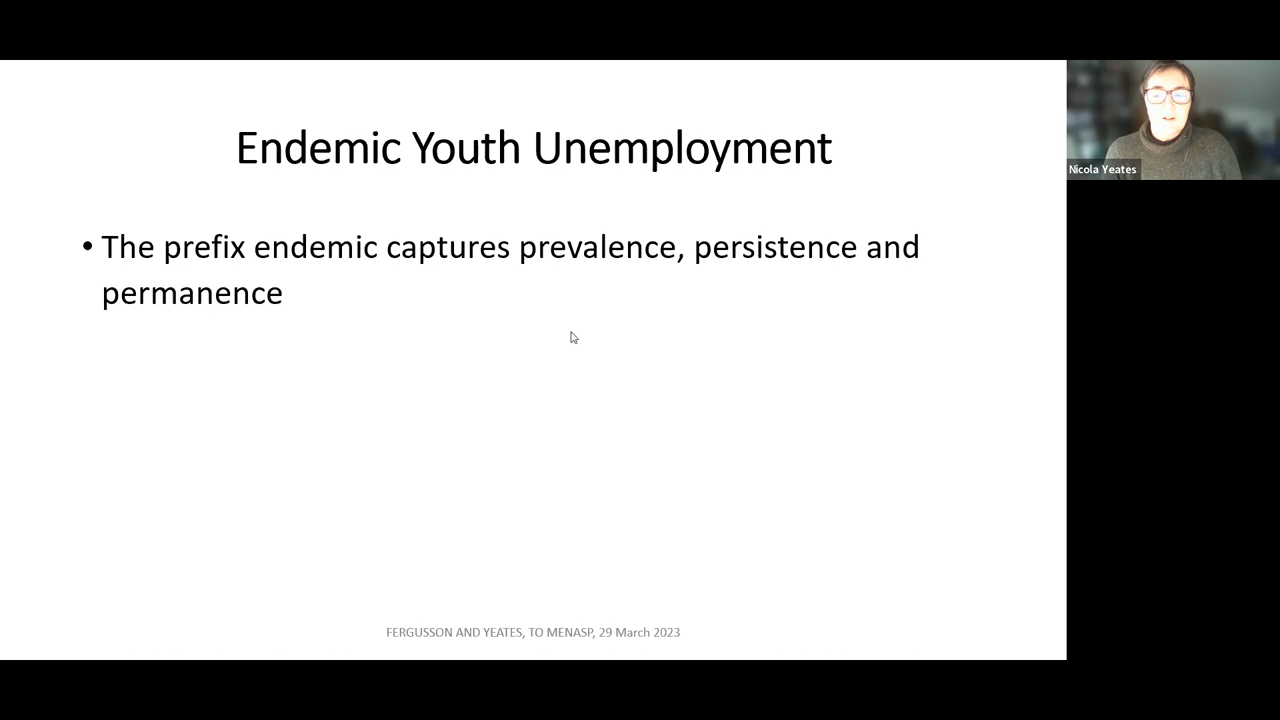 Endemic Youth Unemployment
• The prefix endemic captures prevalence, persistence and
permanence
FERGUSSON AND YEATES, TO MENASP, 29 March 2023
Nicola Yeates